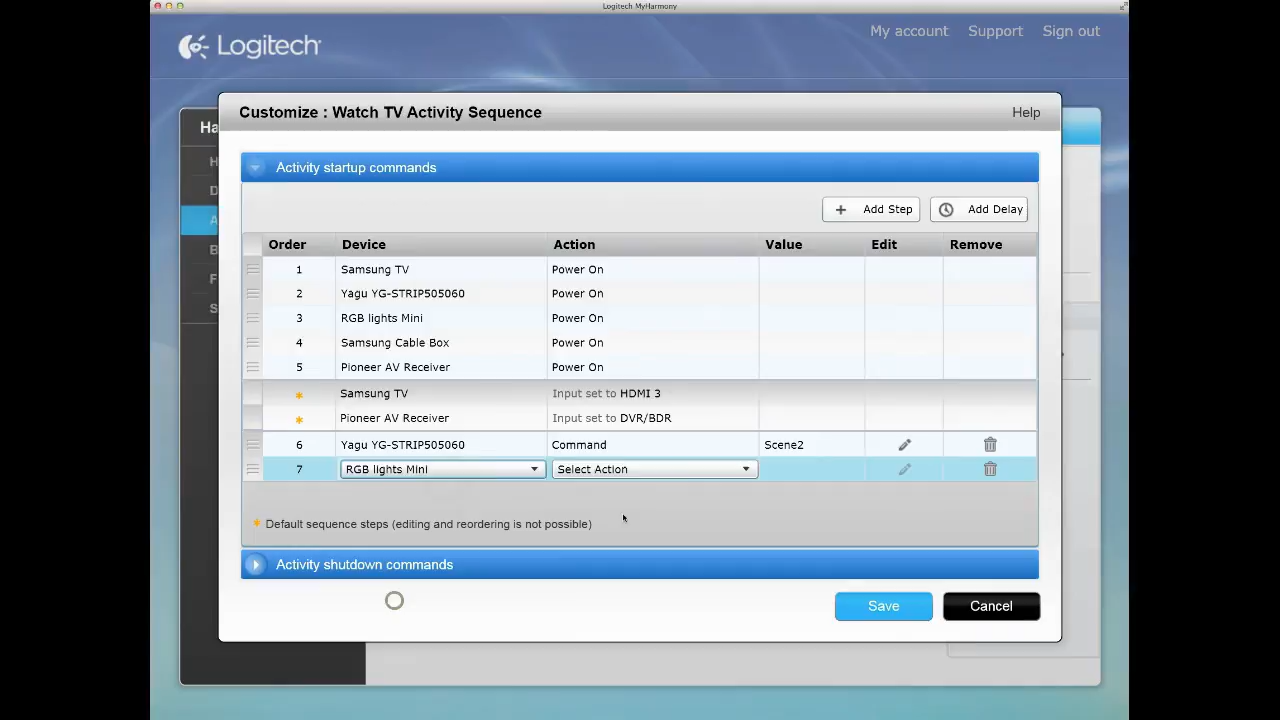 Logitech MyHarmony
Logitech
My account Support Sign out
Ha
Customize : Watch TV Activity Sequence Help
Activity startup commands
Add Step Add Delay
Order Device Action Value Edit Remove
1 Samsung TV Power On
2 Yagu YG-STRIP505060 Power On
3 RGB lights Mini Power On
4 Samsung Cable Box Power On
5 Pioneer AV Receiver Power On
* Samsung TV Input set to HDMI 3
* Pioneer AV Receiver Input set to DVR/BDR
6 Yagu YG-STRIP505060 Command Scene2
7 RGB lights Mini Select Action
* Default sequence steps (editing and reordering is not possible)
Activity shutdown commands
Save Cancel